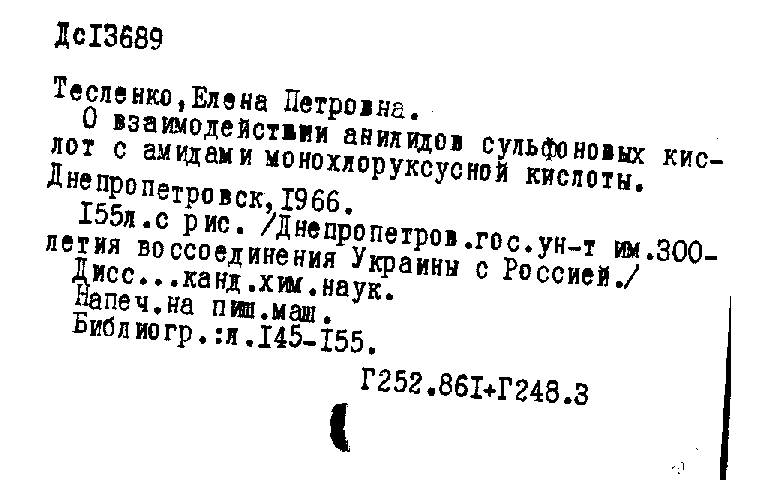 Дс13689
Тесленко,Елена Петровна.
О взаимодействии анилидов сульфоновых кис-
лот с амидами монохлоруксусной кислоты.
Днепропетровск,1966.
155л.с рис. /Днепропетров.гос.ун-т им.300-
летия воссоединения Украины с Россией./
Дисс...канд.хим.наук.
Напеч.на пиш.маш.
Библиогр.:л.145-155.
Г252.861+Г248.3